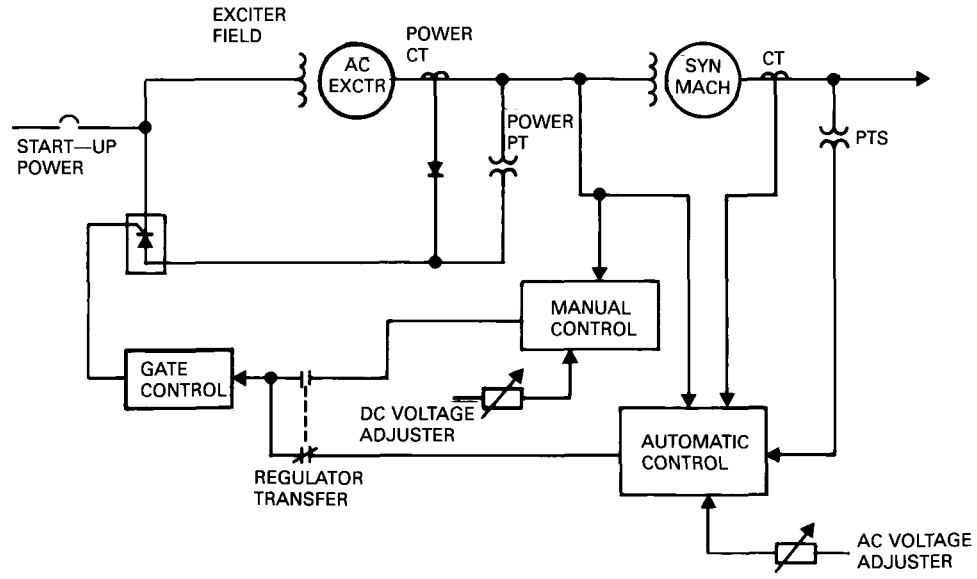 EXCITER
FIELD
POWER
CT
AC
EXCTR
SYN
MACH
CT
START—UP
POWER
POWER
PT
PTS
MANUAL
CONTROL
GATE
CONTROL
DC VOLTAGE
ADJUSTER
AUTOMATIC
CONTROL
REGULATOR
TRANSFER
AC VOLTAGE
ADJUSTER